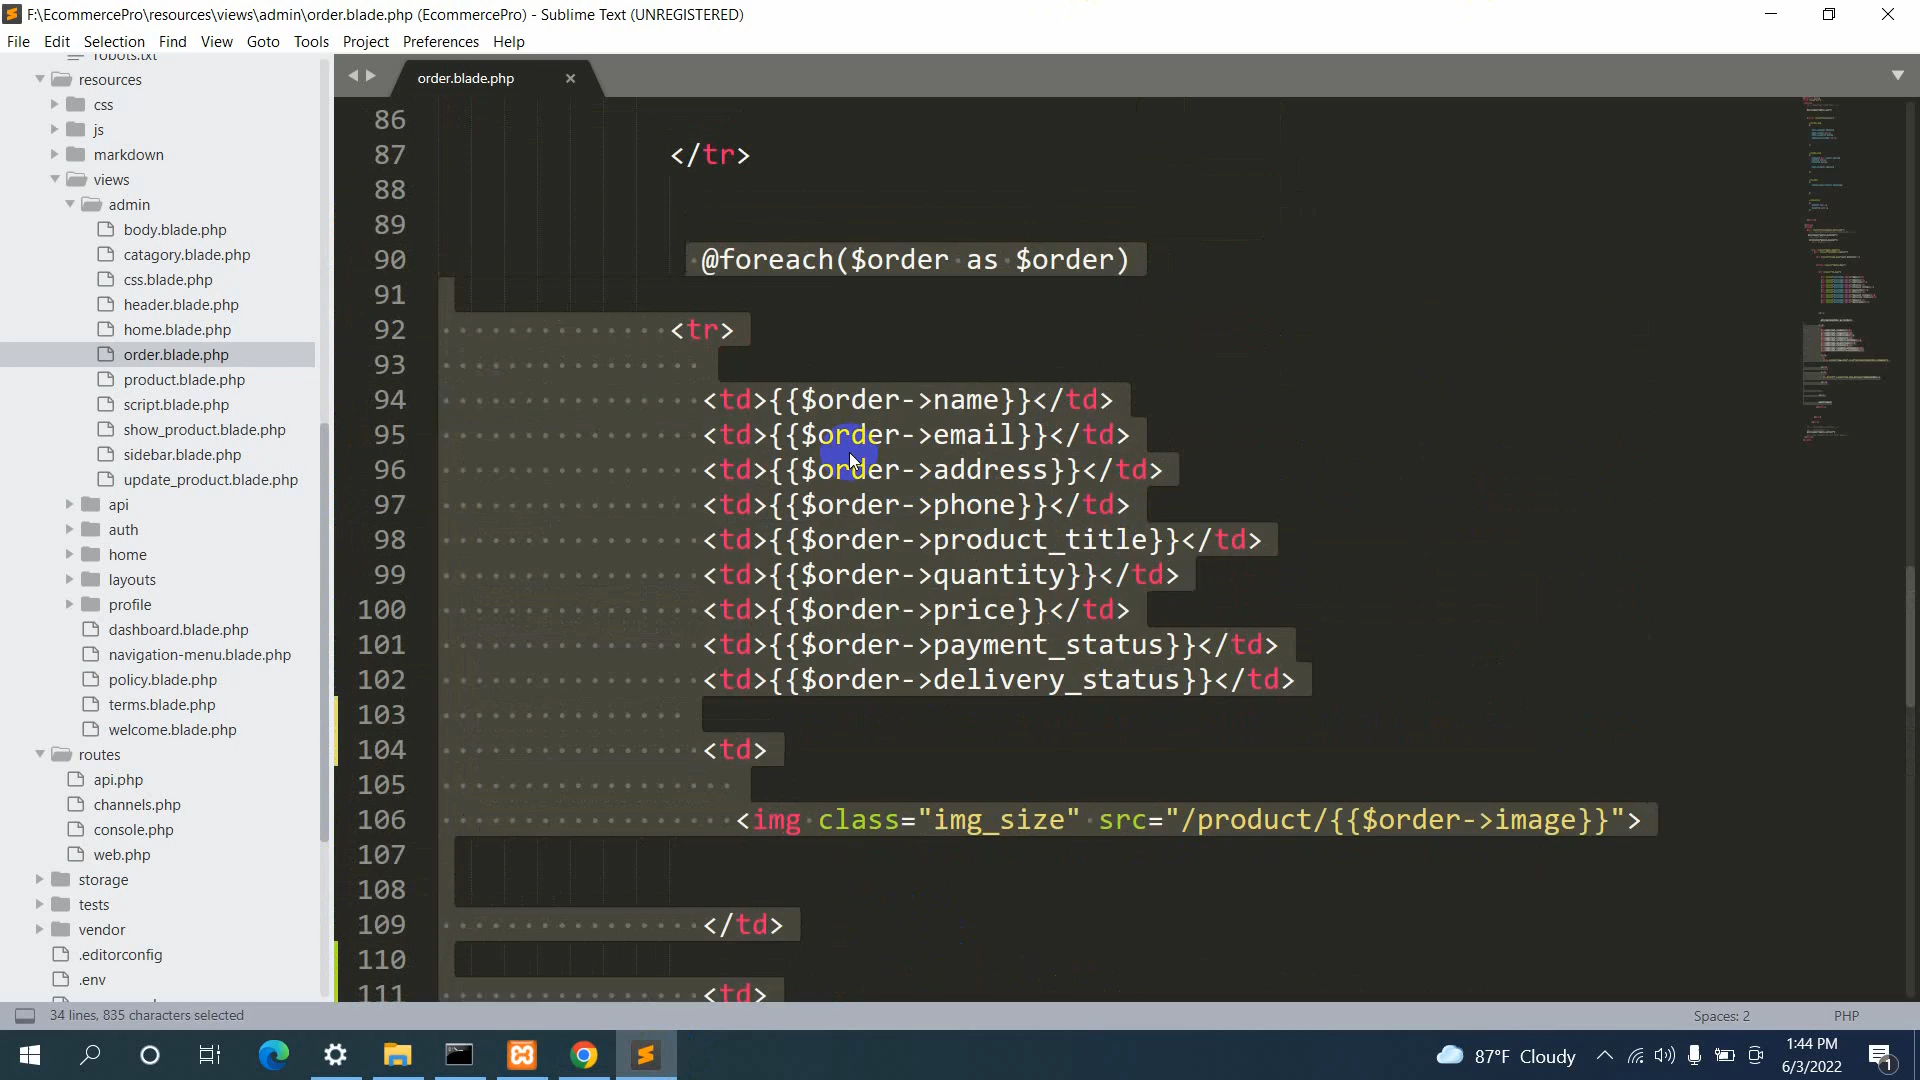 F:\EcommercePro\resources\views\admin\order.blade.php (EcommercePro) - Sublime Text (UNREGISTERED)
File Edit Selection Find View Goto Tools Project Preferences Help
robots.txt
resources
css
js
markdown
views
admin
body.blade.php
catagory.blade.php
css.blade.php
header.blade.php
home.blade.php
order.blade.php
product.blade.php
script.blade.php
show_product.blade.php
sidebar.blade.php
update_product.blade.php
api
auth
home
layouts
profile
dashboard.blade.php
navigation-menu.blade.php
policy.blade.php
terms.blade.php
welcome.blade.php
routes
api.php
channels.php
console.php
web.php
storage
tests
vendor
.editorconfig
.env
order.blade.php
86
87 </tr>
88
89
90 @foreach($order as $order)
91
92 <tr>
93
94 <td>{{$order->name}}</td>
95 <td>{{$order->email}}</td>
96 <td>{{$order->address}}</td>
97 <td>{{$order->phone}}</td>
98 <td>{{$order->product_title}}</td>
99 <td>{{$order->quantity}}</td>
100 <td>{{$order->price}}</td>
101 <td>{{$order->payment_status}}</td>
102 <td>{{$order->delivery_status}}</td>
103
104 <td>
105
106 <img class="img_size" src="/product/{{$order->image}}">
107
108
109 </td>
110
111 <td>
34 lines, 835 characters selected
Spaces: 2 PHP
87°F Cloudy
1:44 PM
6/3/2022
1